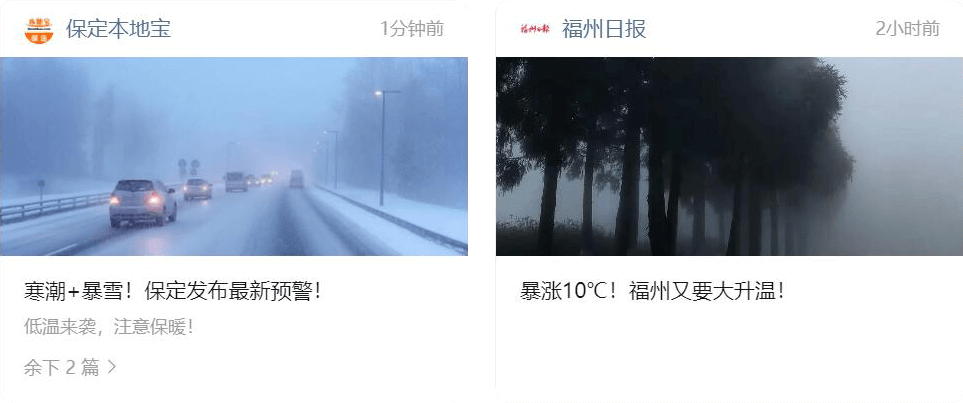 保定本地宝
1分钟前
寒潮+暴雪！保定发布最新预警！
低温来袭，注意保暖！
余下 2 篇
福州日报
福州日报
2小时前
暴涨10℃！福州又要大升温！